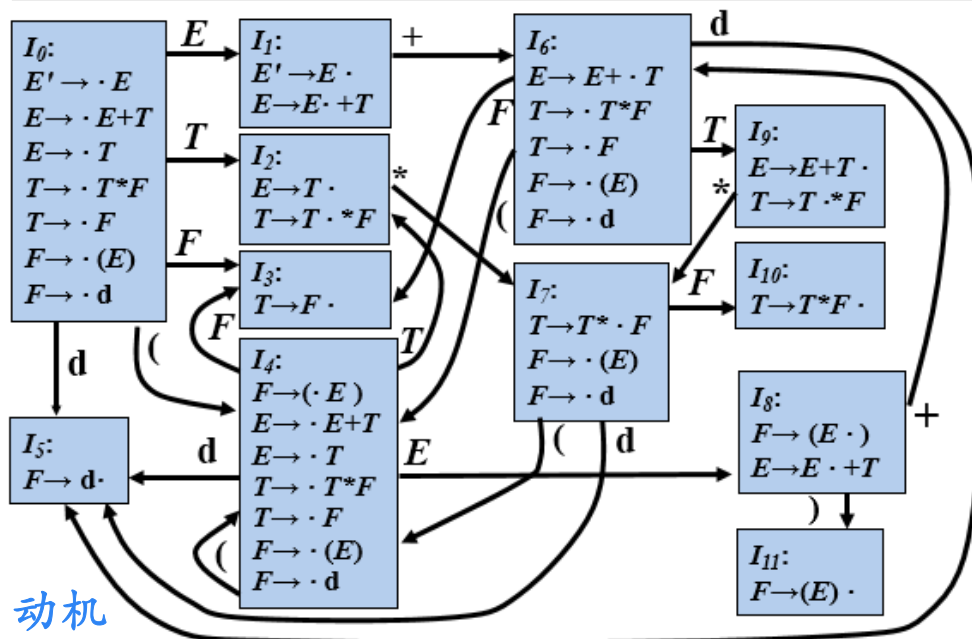 I0:
E' → · E
E → · E+T
E → · T
T → · T*F
T → · F
F → · (E)
F → · d
E
T
F
d
(
I1:
E' → E ·
E → E · +T
+
I2:
E → T ·
T → T · *F
*
I3:
T → F ·
F
T
I4:
F → (· E )
E → · E+T
E → · T
T → · T*F
T → · F
F → · (E)
F → · d
d
E
(
I5:
F → d·
I6:
E → E+ · T
T → · T*F
T → · F
F → · (E)
F → · d
F
(
T
d
I7:
T → T* · F
F → · (E)
F → · d
F
(
d
I9:
E → E+T ·
T → T ·*F
*
I10:
T → T*F ·
I8:
F → (E · )
E → E · +T
+
)
I11:
F → (E) ·
动机